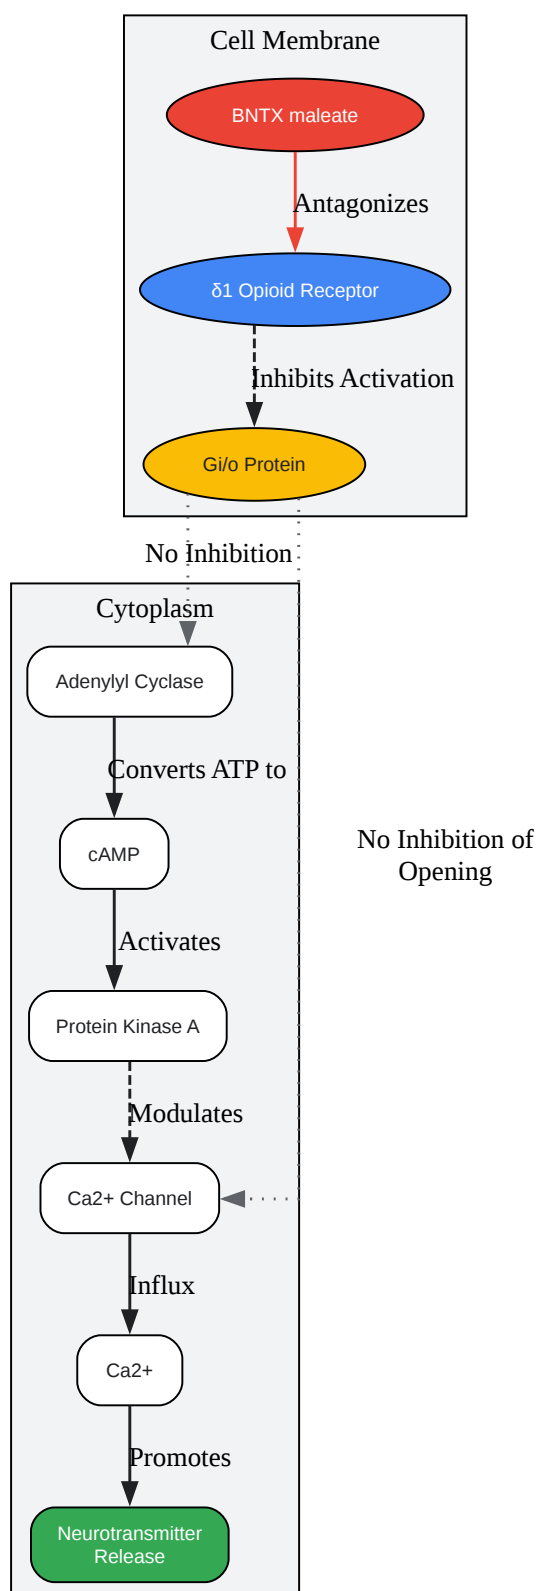 Cell Membrane
BNTX maleate
Antagonizes
δ1 Opioid Receptor
Inhibits Activation
Gi/o Protein
No Inhibition
Cytoplasm
Adenylyl Cyclase
Converts ATP to
No Inhibition of
Opening
cAMP
Activates
Protein Kinase A
Modulates
Ca2+ Channel
Influx
Ca2+
Promotes
Neurotransmitter
Release